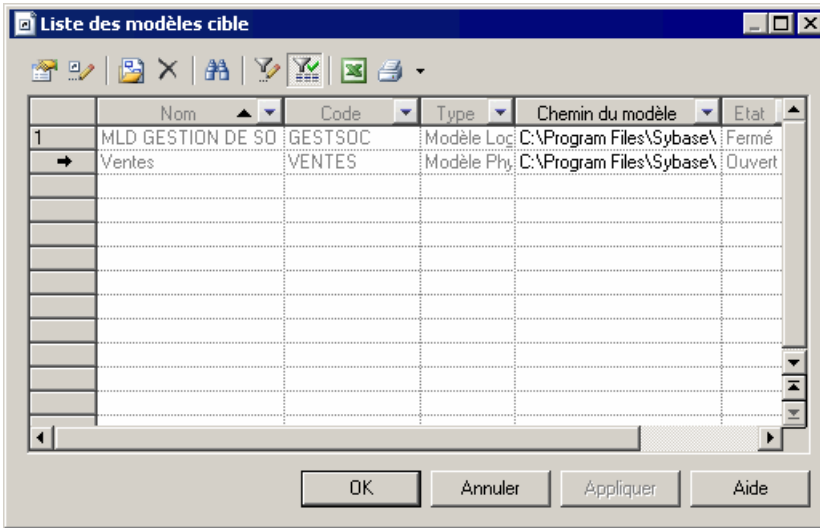 Liste des modèles cible
Nom Code Type Chemin du modèle Etat
1 MLD GESTION DE SO GESTSOC Modèle Log C:\Program Files\Sybase\ Fermé
Ventes VENTES Modèle Phy C:\Program Files\Sybase\ Ouvert
OK Annuler Appliquer Aide